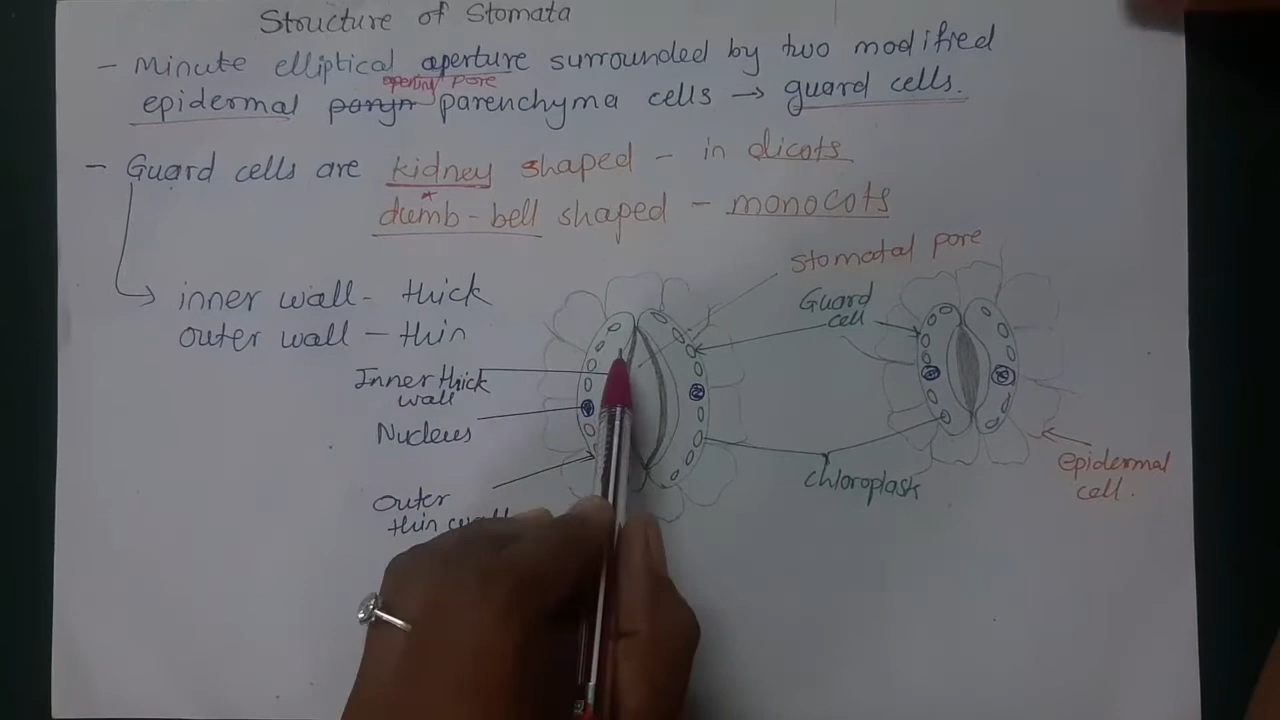 Structure of Stomata
- Minute elliptical aperture surrounded by two modified
opening pore
epidermal parenchyma cells → guard cells.
- Guard cells are kidney shaped - in dicots
dumb-bell shaped - monocots
inner wall - thick
outer wall - thin
Stomatal pore
Guard
cell
Inner thick
wall
Nucleus
Outer
thin wall
chloroplast
epidermal
cell.